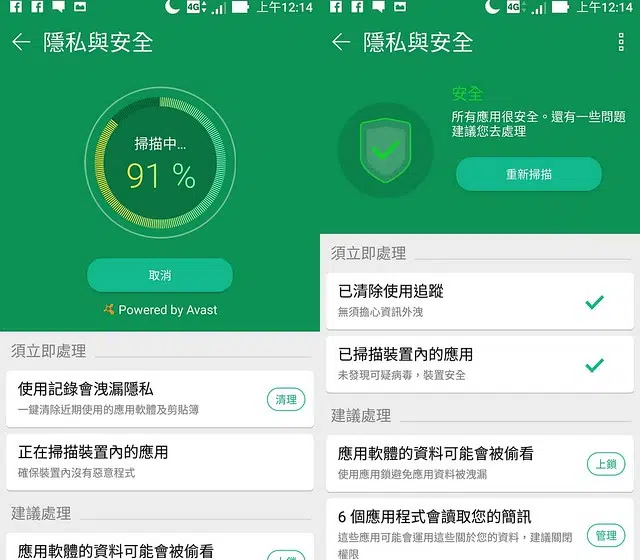 4G 上午12:14
隱私與安全
掃描中...
91 %
取消
Powered by Avast
須立即處理
使用記錄會洩漏隱私
一鍵清除近期使用的應用軟體及剪貼簿
清理
正在掃描裝置內的應用
確保裝置內沒有惡意程式
建議處理
應用軟體的資料可能會被偷看
上鎖
4G 上午12:14
隱私與安全
安全
所有應用很安全。還有一些問題
建議您去處理
重新掃描
須立即處理
已清除使用追蹤
無須擔心資訊外洩
已掃描裝置內的應用
未發現可疑病毒，裝置安全
建議處理
應用軟體的資料可能會被偷看
使用應用鎖避免應用資料被洩漏
上鎖
6 個應用程式會讀取您的簡訊
這些應用可能會運用這些關於您的資料，建議關閉
權限
管理